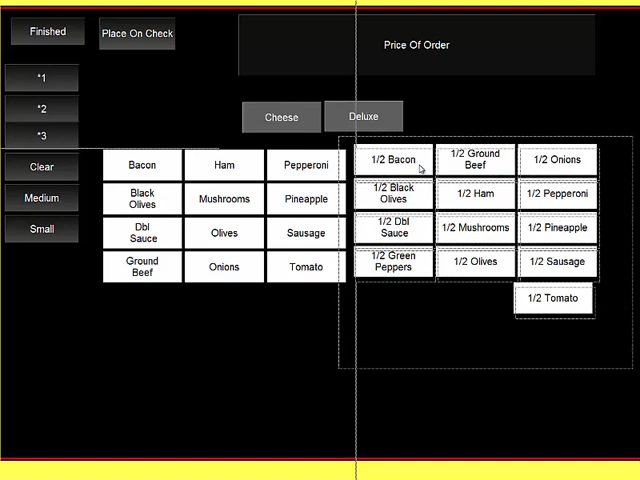 Finished
Place On Check
Price Of Order
*1
*2
*3
Clear
Medium
Small
Cheese
Deluxe
Bacon
Ham
Pepperoni
Black
Olives
Mushrooms
Pineapple
Dbl
Sauce
Olives
Sausage
Ground
Beef
Onions
Tomato
1/2 Bacon
1/2 Ground
Beef
1/2 Onions
1/2 Black
Olives
1/2 Ham
1/2 Pepperoni
1/2 Dbl
Sauce
1/2 Mushrooms
1/2 Pineapple
1/2 Green
Peppers
1/2 Olives
1/2 Sausage
1/2 Tomato